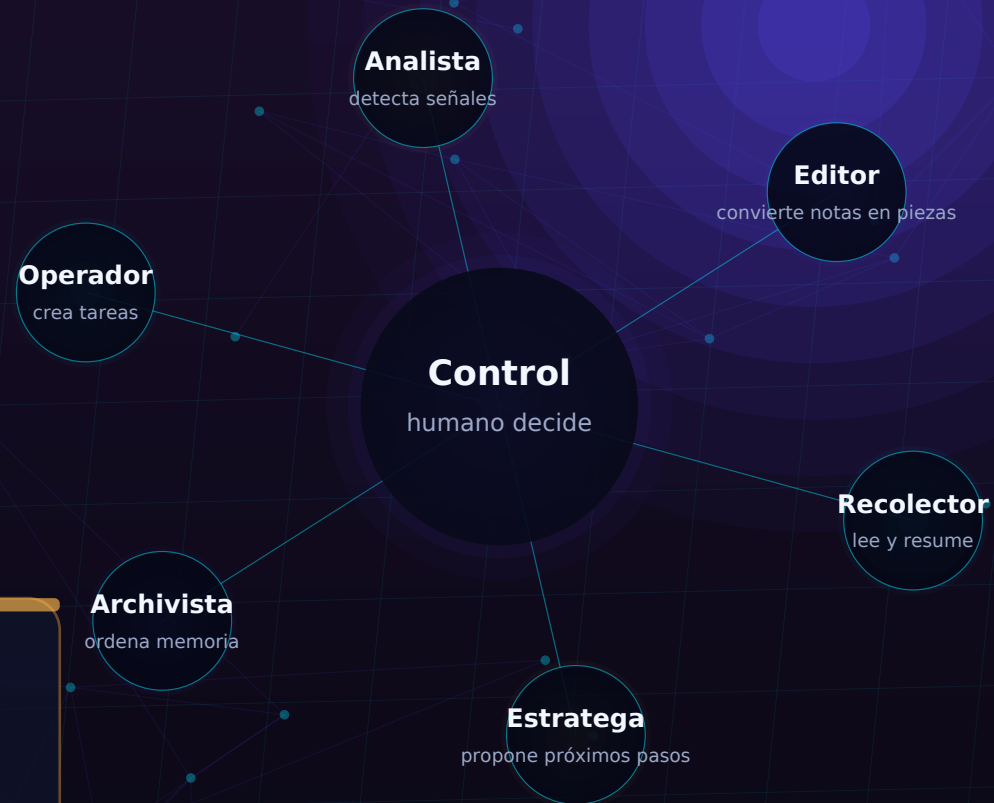 Analista
detecta señales
Editor
convierte notas en piezas
Operador
crea tareas
Control
humano decide
Recolector
lee y resume
Archivista
ordena memoria
Estratega
propone próximos pasos